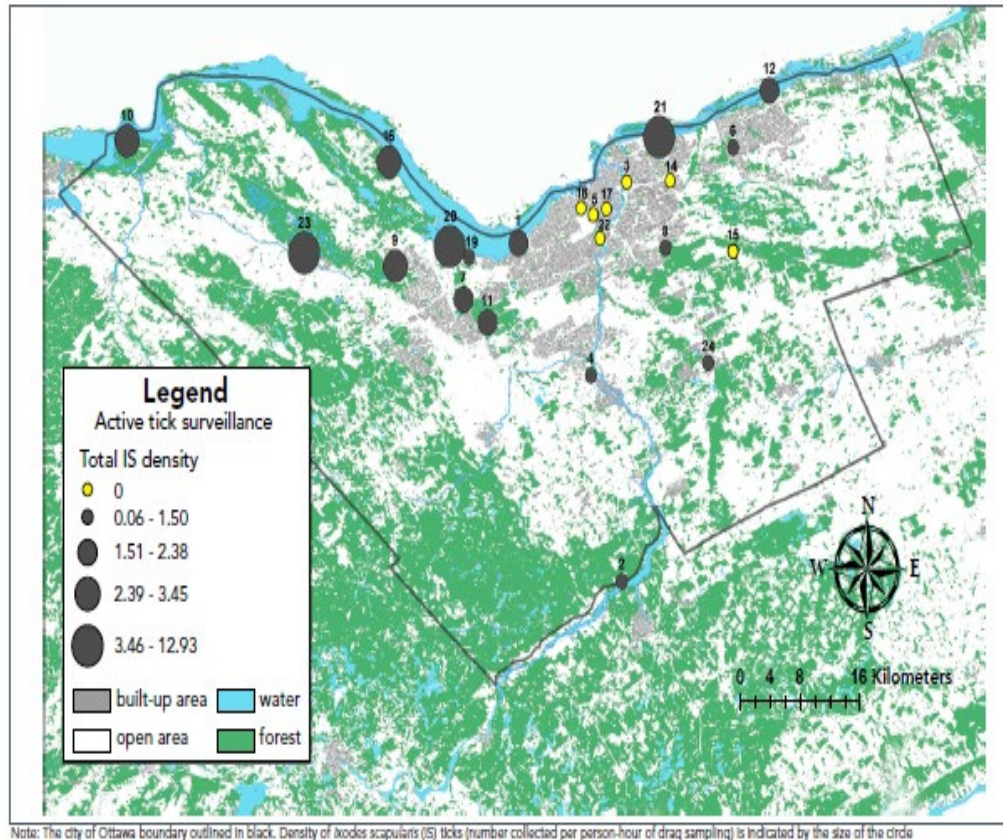 12
21
10
6
16
3
14
18
5
17
20
1
23
19
22
8
15
9
7
11
24
4
Legend
Active tick surveillance
Total IS density
0
0.06 - 1.50
1.51 - 2.38
2.39 - 3.45
3.46 - 12.93
built-up area
water
open area
forest
N
W
E
S
2
0 4 8 16 Kilometers
Note: The city of Ottawa boundary outlined in black. Density of Ixodes scapularis (IS) ticks (number collected per person-hour of drag sampling) is indicated by the size of the circle